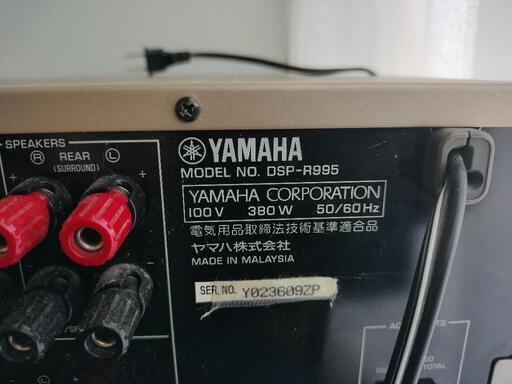 SPEAKERS
R REAR L
(SURROUND)
YAMAHA
MODEL NO. DSP-R995
YAMAHA CORPORATION
100V 380W 50/60Hz
電気用品取締法技術基準適合品
ヤマハ株式会社
MADE IN MALAYSIA
SER. NO. Y023609ZP
TOTAL